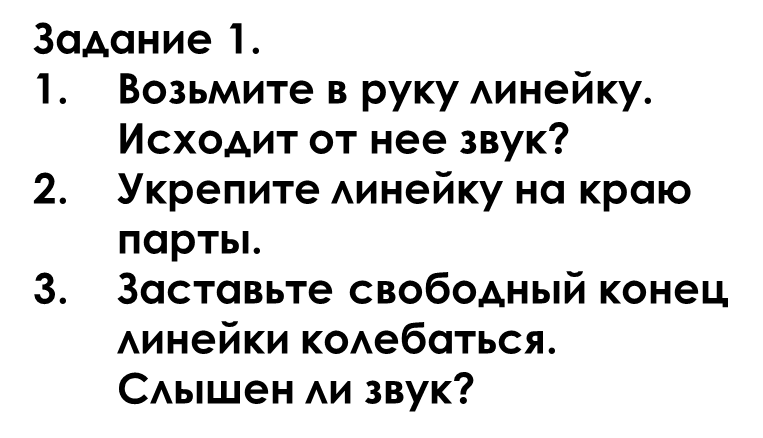 Задание 1.
1. Возьмите в руку линейку.
Исходит от нее звук?
2. Укрепите линейку на краю
парты.
3. Заставьте свободный конец
линейки колебаться.
Слышен ли звук?